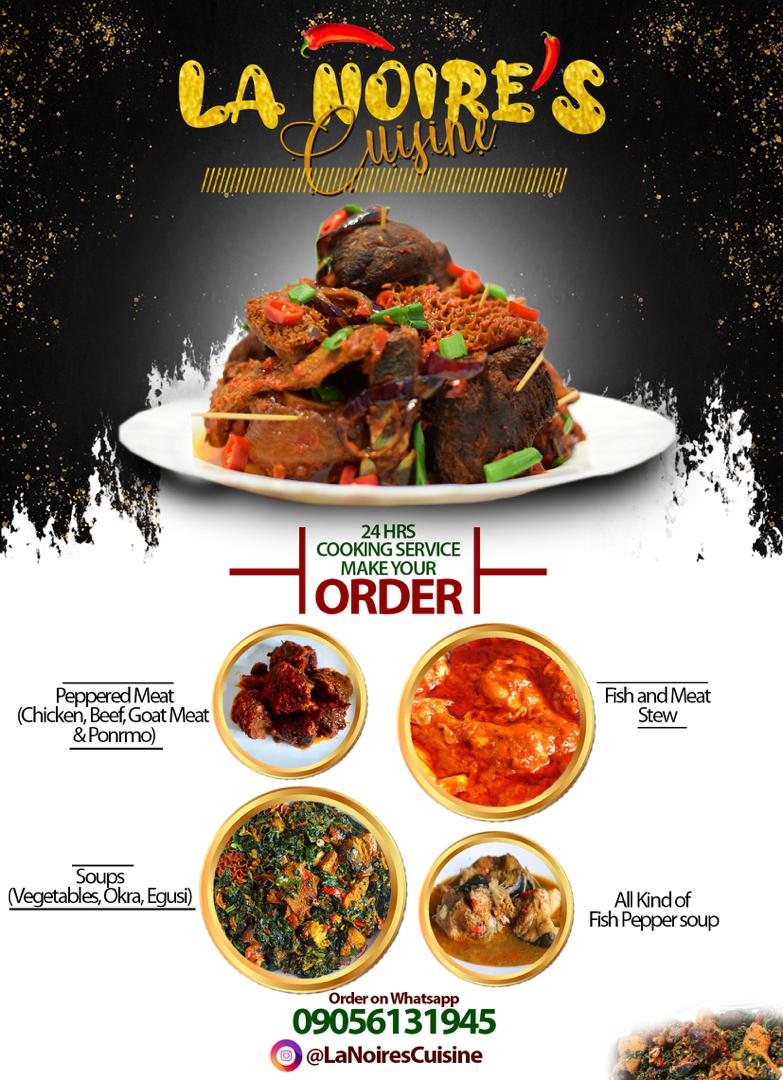 LA NOIRE'S
Cuisine
24 HRS
COOKING SERVICE
MAKE YOUR
ORDER
Peppered Meat
(Chicken, Beef, Goat Meat
& Ponrmo)
Fish and Meat
Stew
Soups
(Vegetables, Okra, Egusi)
All Kind of
Fish Pepper soup
Order on Whatsapp
09056131945
@LaNoiresCuisine